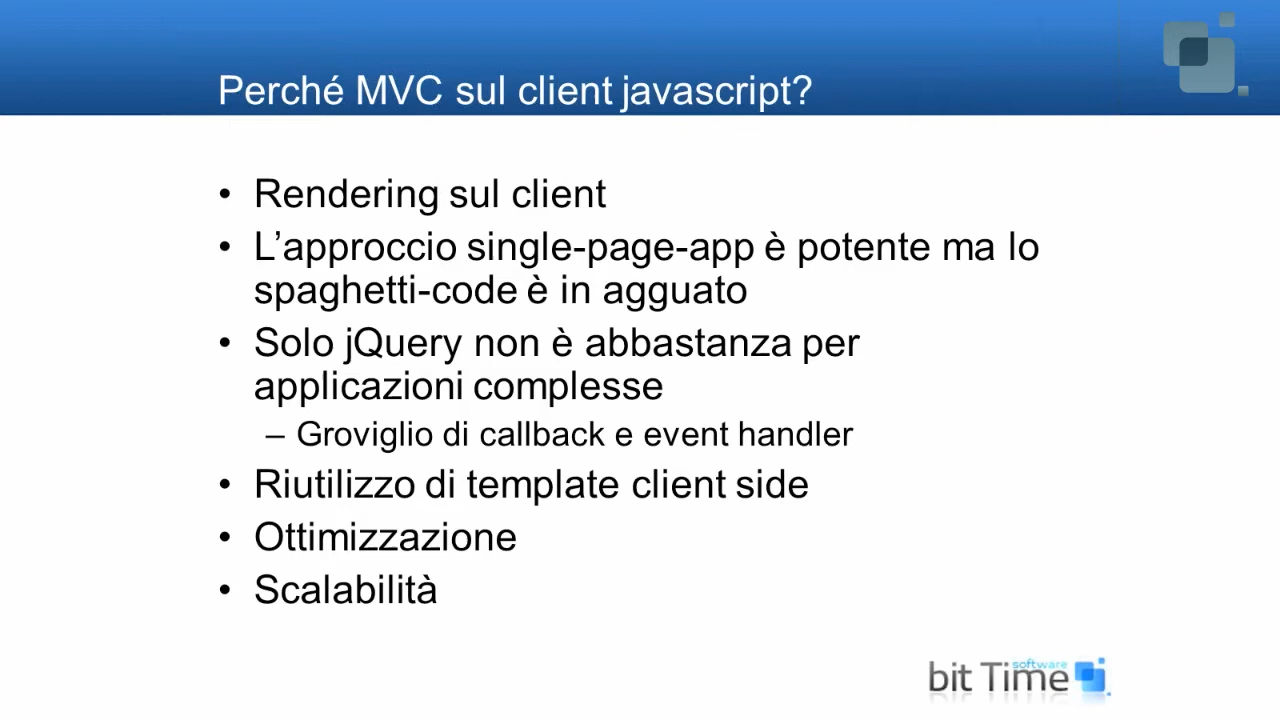 Perché MVC sul client javascript?
• Rendering sul client
• L’approccio single-page-app è potente ma lo
spaghetti-code è in agguato
• Solo jQuery non è abbastanza per
applicazioni complesse
– Groviglio di callback e event handler
• Riutilizzo di template client side
• Ottimizzazione
• Scalabilità
software
bit Time